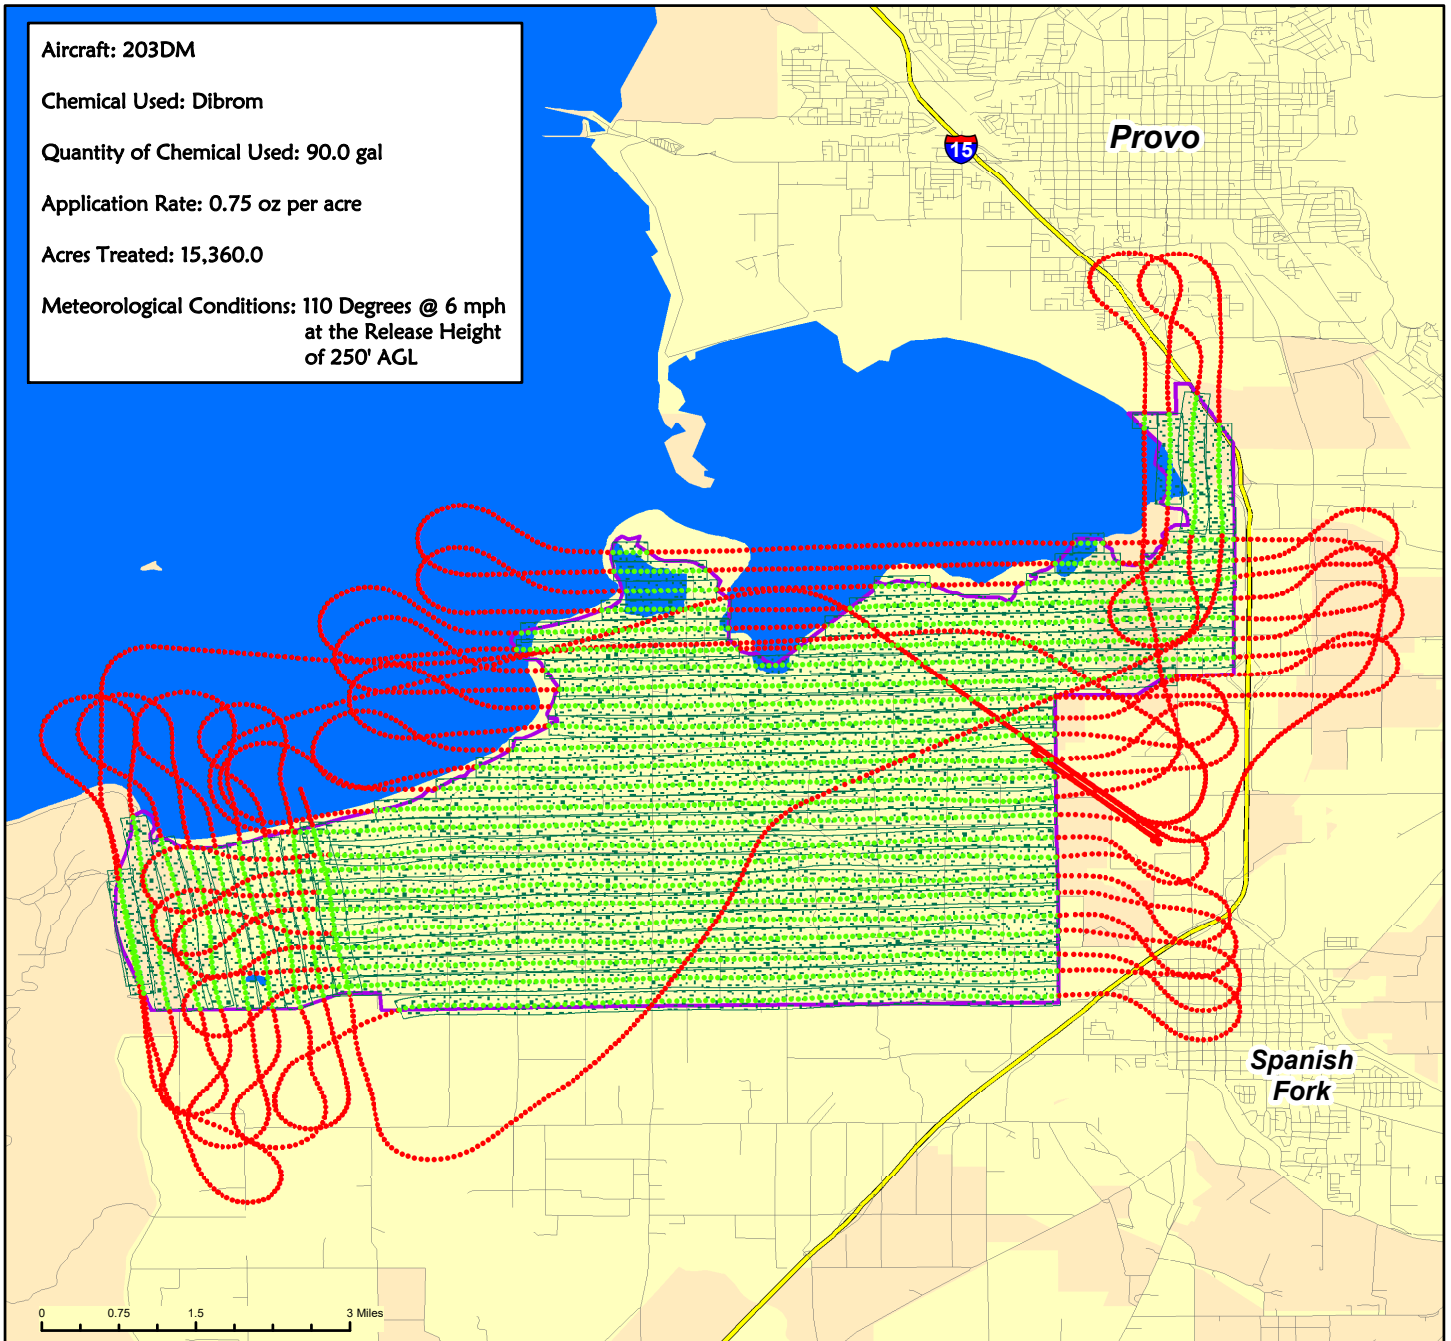 Aircraft: 203DM
Chemical Used: Dibrom
Quantity of Chemical Used: 90.0 gal
Application Rate: 0.75 oz per acre
Acres Treated: 15,360.0
Meteorological Conditions: 110 Degrees @ 6 mph
at the Release Height
of 250' AGL
Provo
15
Spanish
Fork
0 0.75 1.5 3 Miles